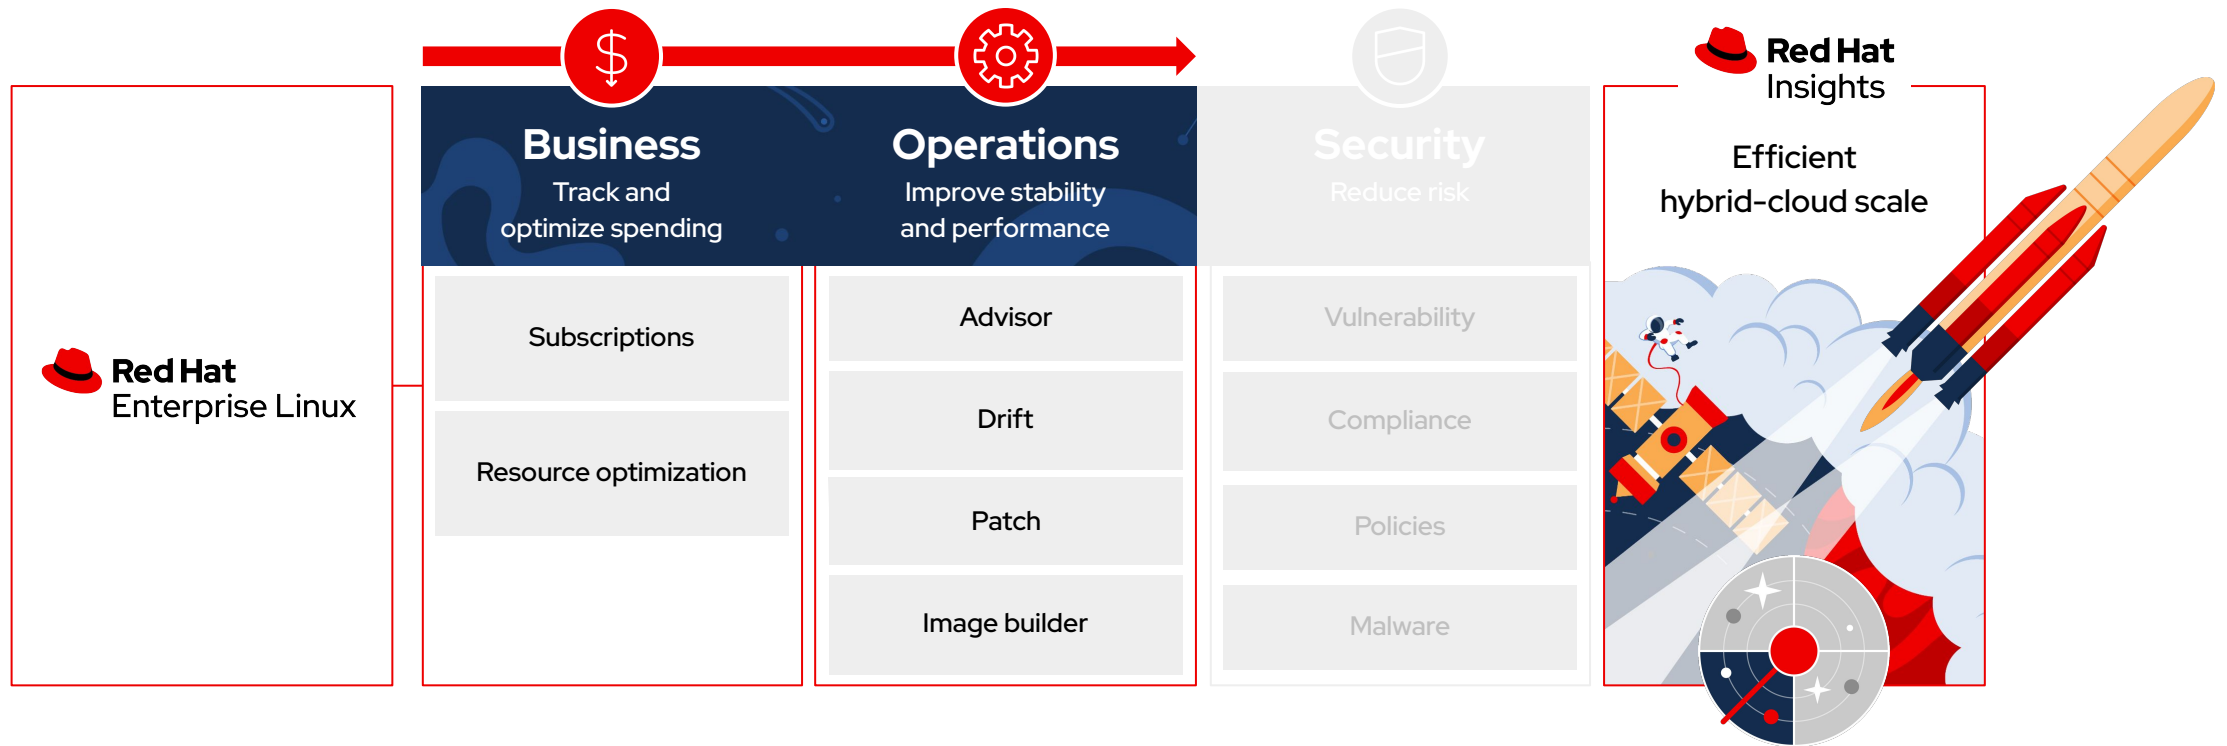 Red Hat
Enterprise Linux
Business
Track and
optimize spending
Subscriptions
Resource optimization
Operations
Improve stability
and performance
Advisor
Drift
Patch
Image builder
Security
Reduce risk
Vulnerability
Compliance
Policies
Malware
Red Hat
Insights
Efficient
hybrid-cloud scale